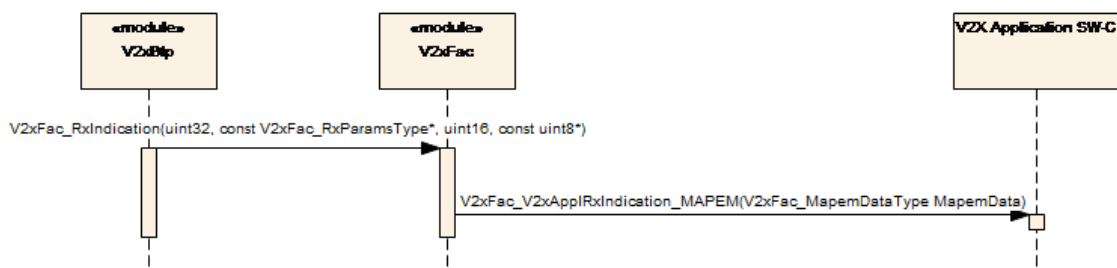 «module»
V2xBtp
«module»
V2xFac
V2X Application SW-C
V2xFac_RxIndication(uint32, const V2xFac_RxParamsType*, uint16, const uint8*)
V2xFac_V2xApplRxIndication_MAPEM(V2xFac_MapemDataType MapemData)